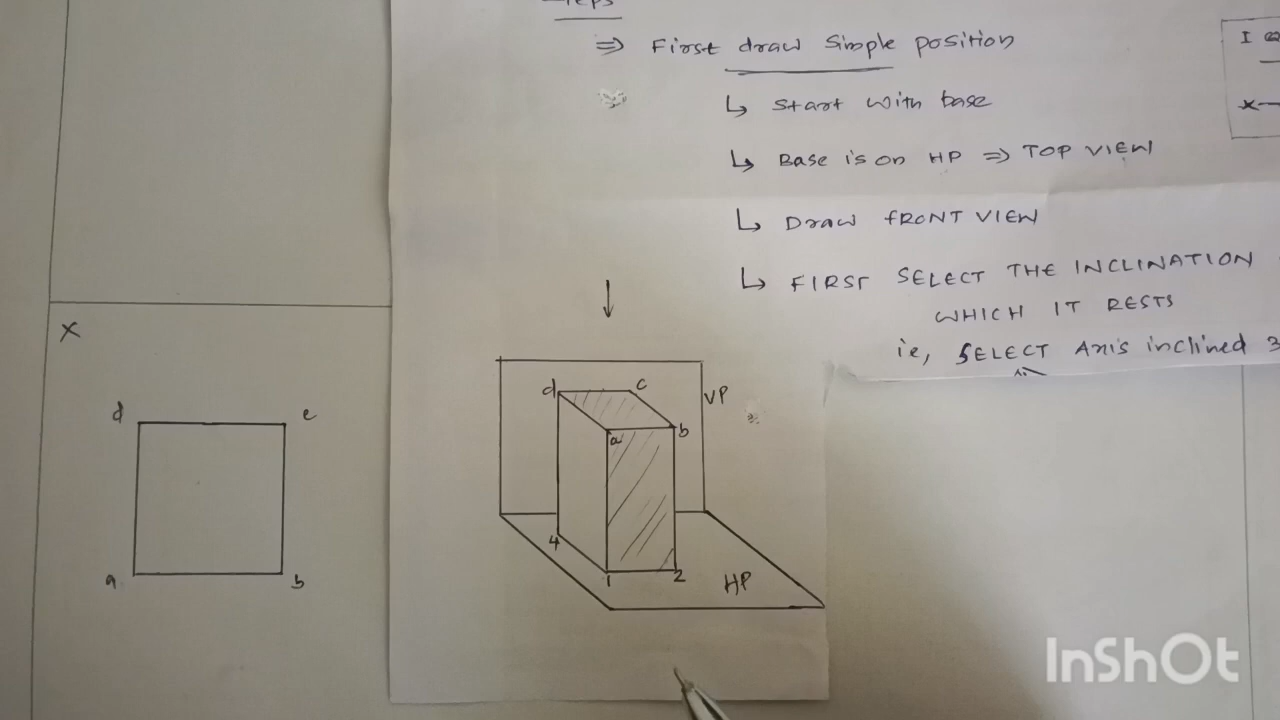 ⇒ First draw simple position
↳ Start with base
↳ Base is on HP ⇒ TOP VIEW
↳ Draw FRONT VIEW
↳ FIRST SELECT THE INCLINATION
WHICH IT RESTS
ie, SELECT Axis inclined
I
X
X
d c
VP
a b
4
1 2
HP
d c
a b
InShOt